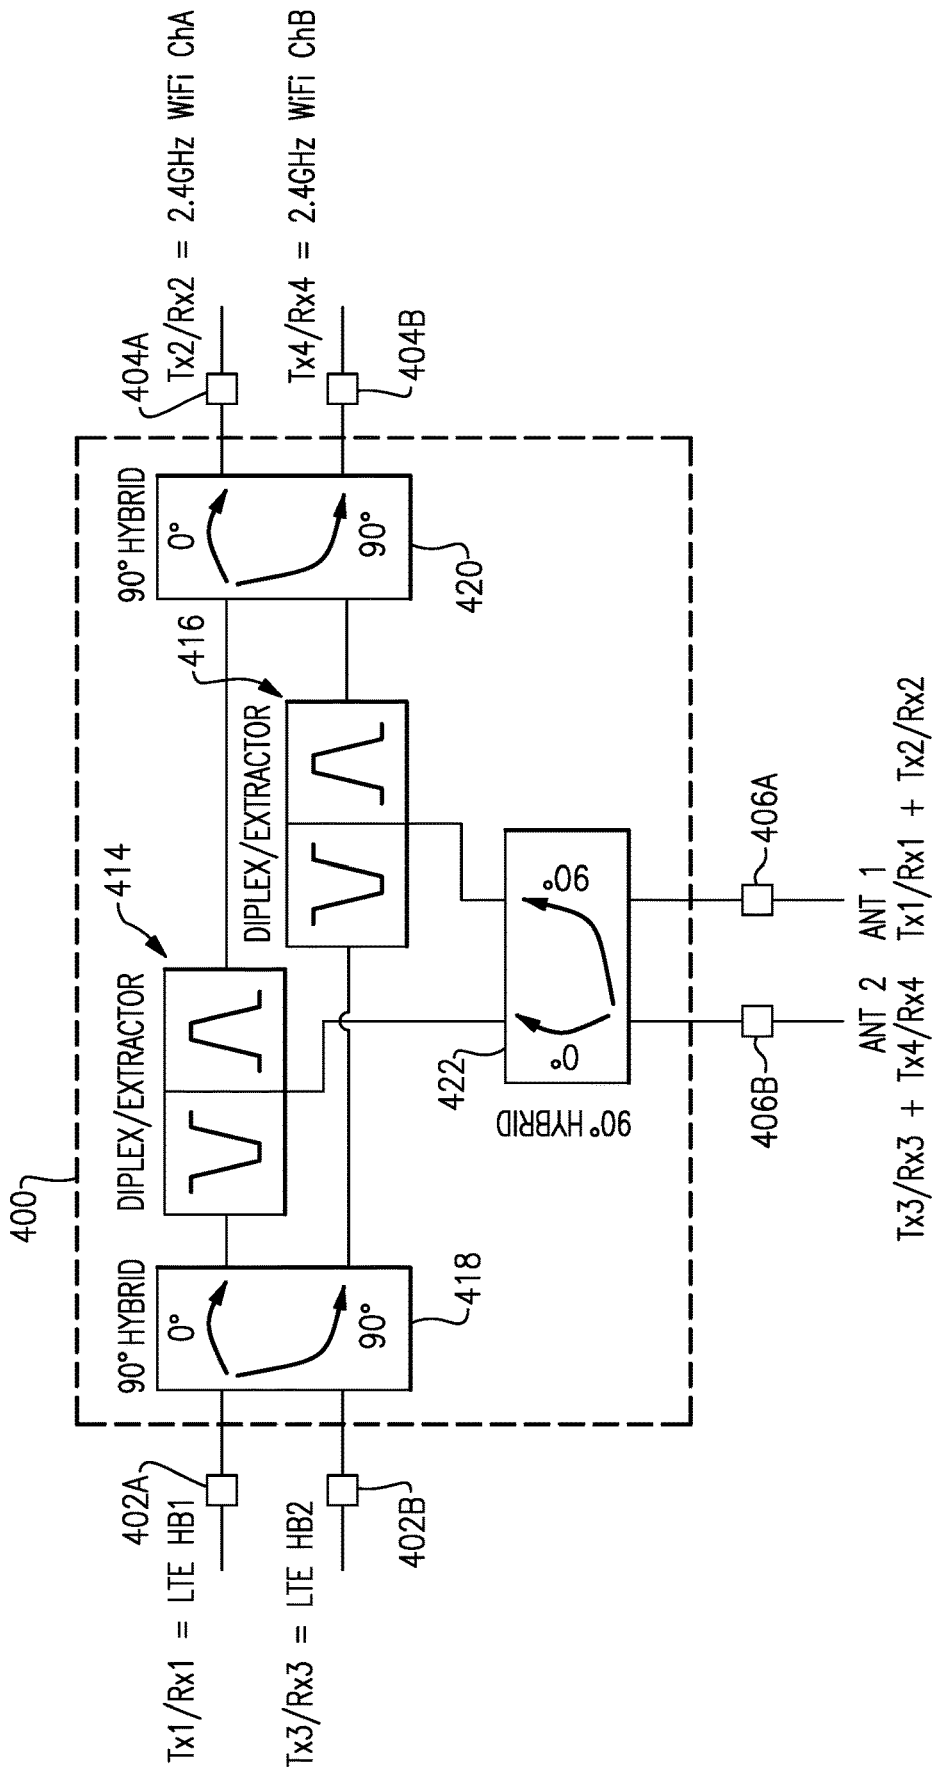 400
Tx1/Rx1 = LTE HB1
402A
Tx3/Rx3 = LTE HB2
402B
90° HYBRID
0°
90°
418
DIPLEX/EXTRACTOR
414
DIPLEX/EXTRACTOR
416
90° HYBRID
0°
90°
420
404A
Tx2/Rx2 = 2.4GHz WiFi ChA
Tx4/Rx4 = 2.4GHz WiFi ChB
404B
90° HYBRID
422
0°
90°
406B
406A
ANT 2
Tx3/Rx3 + Tx4/Rx4
ANT 1
Tx1/Rx1 + Tx2/Rx2